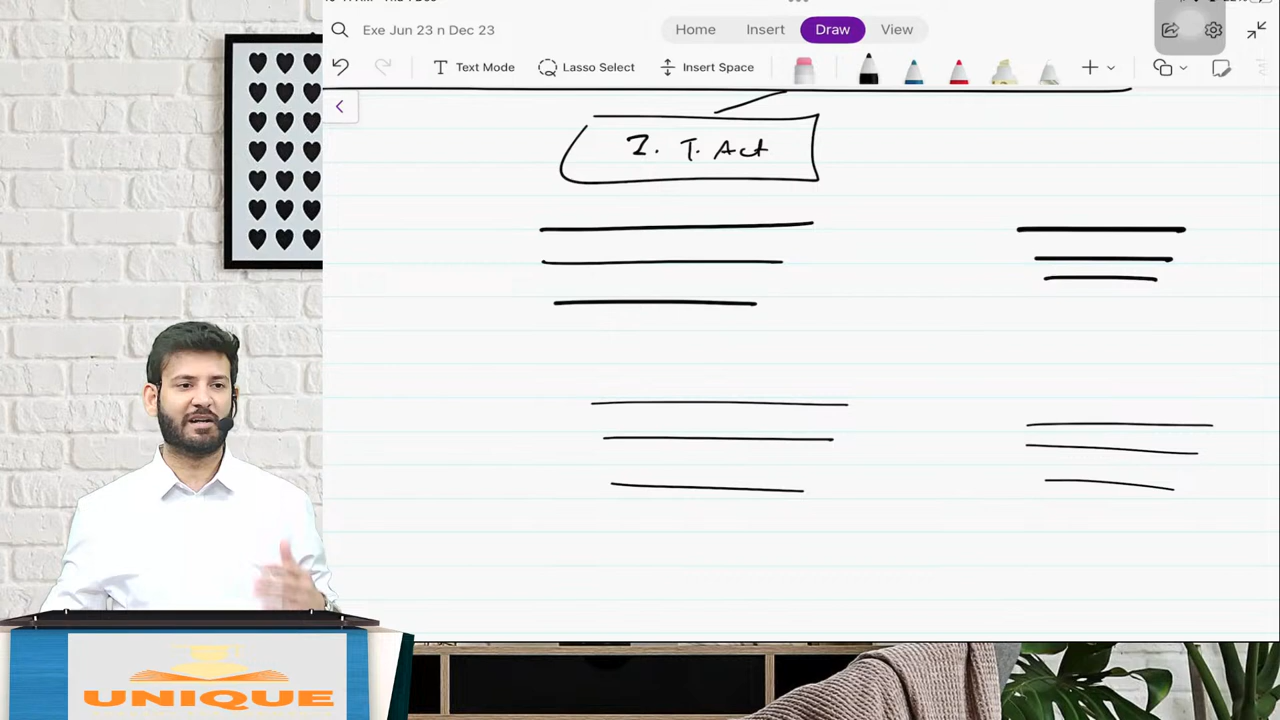 Exe Jun 23 n Dec 23
Home Insert Draw View
Text Mode Lasso Select Insert Space
I. T. Act
UNIQUE